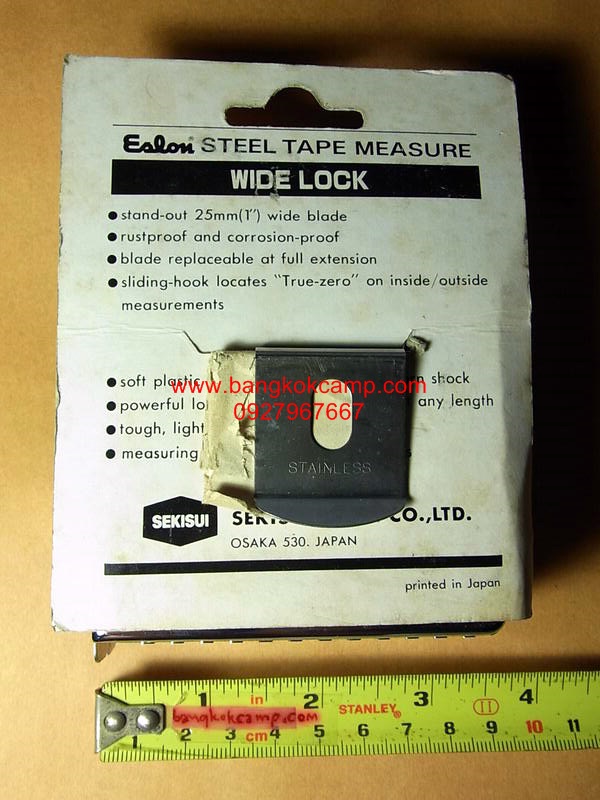 Eslon STEEL TAPE MEASURE
WIDE LOCK
● stand-out 25mm(1") wide blade
● rustproof and corrosion-proof
● blade replaceable at full extension
● sliding-hook locates "True-zero" on inside/outside
measurements
● soft plastic shock
www.bangkokcamp.com
● powerful any length
0927967667
● tough, light
● measuring
STAINLESS
SEKISUI
CO.,LTD.
OSAKA 530. JAPAN
printed in Japan
1 in 2 3 4
bangkokcamp.com STANLEY® II
1 2 3 cm 4 5 6 7 8 9 10 11